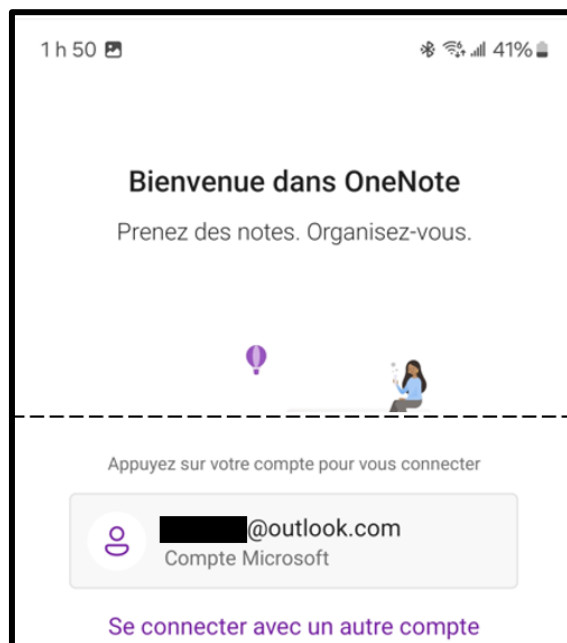 1 h 50 41%
Bienvenue dans OneNote
Prenez des notes. Organisez-vous.
Appuyez sur votre compte pour vous connecter
@outlook.com
Compte Microsoft
Se connecter avec un autre compte